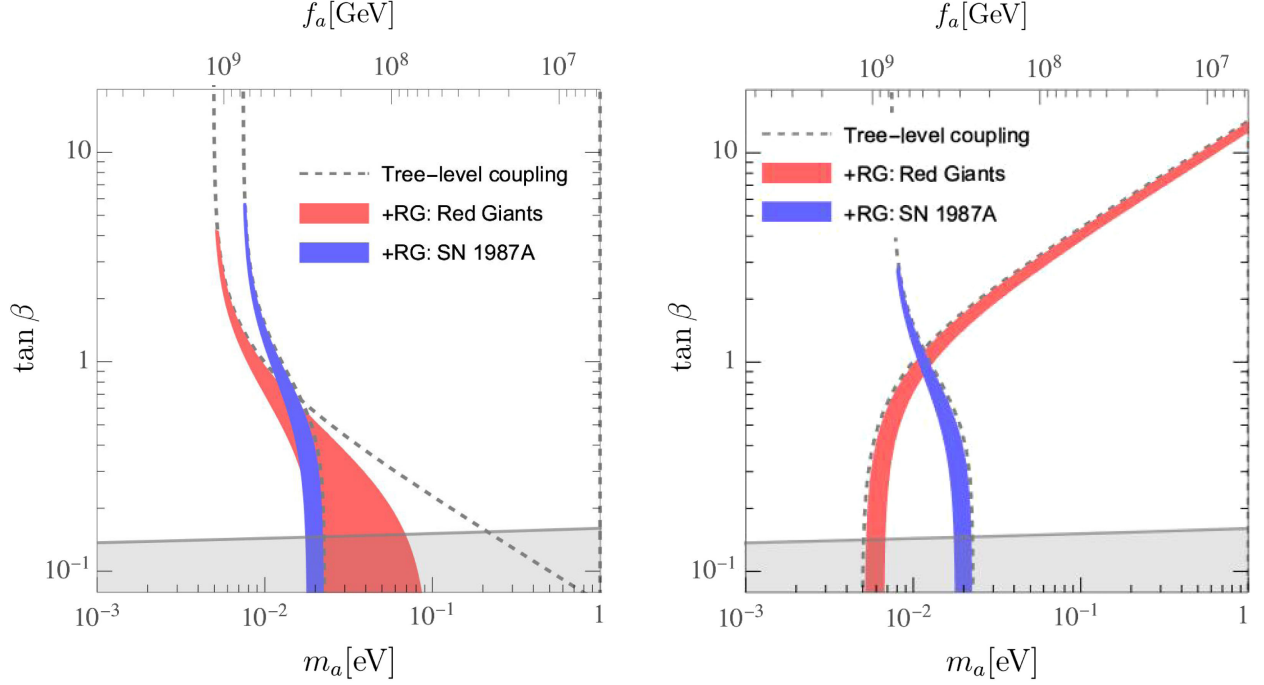 f_a[GeV]
10^9 10^8 10^7
10
1
10^−1
tan β
Tree−level coupling
+RG: Red Giants
+RG: SN 1987A
10^−3 10^−2 10^−1 1
m_a[eV]
f_a[GeV]
10^9 10^8 10^7
10
1
10^−1
tan β
Tree−level coupling
+RG: Red Giants
+RG: SN 1987A
10^−3 10^−2 10^−1 1
m_a[eV]